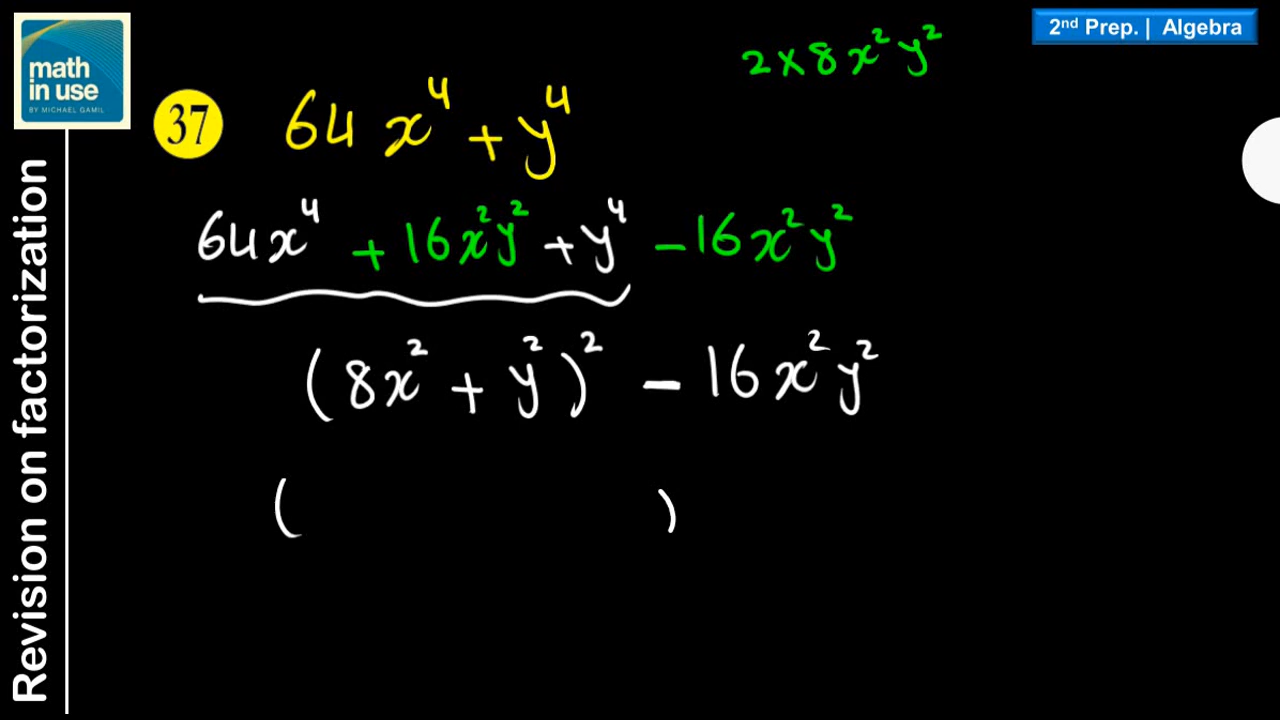 math
in use
BY MICHAEL GAMIL
2nd Prep. | Algebra
Revision on factorization
2 × 8x²y²
37 64x⁴ + y⁴
64x⁴ + 16x²y² + y⁴ - 16x²y²
(8x² + y²)² - 16x²y²
( )